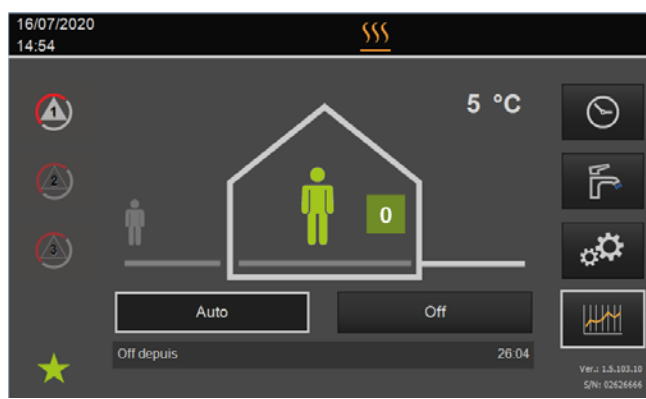 16/07/2020
14:54
5 °C
1
2
3
0
Auto
Off
Off depuis 26:04
Ver.: 1.5.103.10
S/N: 02626666